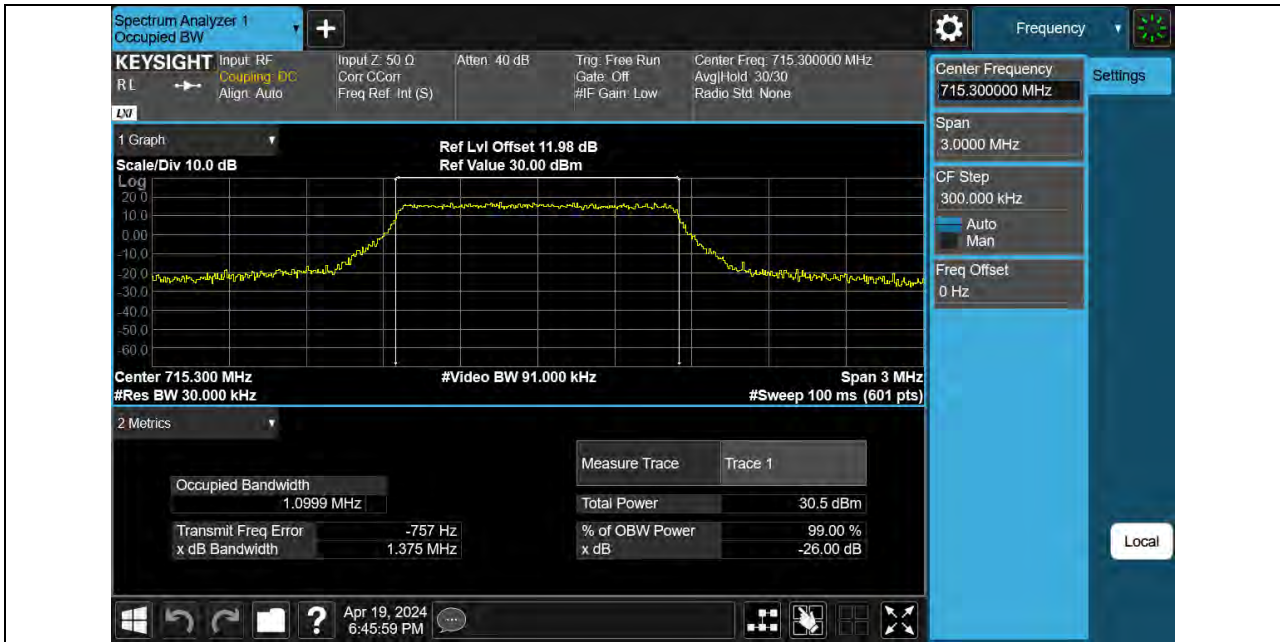 Spectrum Analyzer 1
Occupied BW
Frequency
KEYSIGHT
RL
LXI
Input: RF
Coupling: DC
Align: Auto
Input Z: 50 Ω
Corr CCorr
Freq Ref: Int (S)
Atten: 40 dB
Trig: Free Run
Gate: Off
#IF Gain: Low
Center Freq: 715.300000 MHz
Avg|Hold: 30/30
Radio Std: None
Center Frequency
715.300000 MHz
Settings
Span
3.0000 MHz
CF Step
300.000 kHz
Auto
Man
Freq Offset
0 Hz
Local
1 Graph
Scale/Div 10.0 dB
Ref Lvl Offset 11.98 dB
Ref Value 30.00 dBm
Log
20.0
10.0
0.00
-10.0
-20.0
-30.0
-40.0
-50.0
-60.0
Center 715.300 MHz
#Video BW 91.000 kHz
Span 3 MHz
#Res BW 30.000 kHz
#Sweep 100 ms (601 pts)
2 Metrics
Measure Trace
Trace 1
Occupied Bandwidth
1.0999 MHz
Total Power
30.5 dBm
Transmit Freq Error
-757 Hz
% of OBW Power
99.00 %
x dB Bandwidth
1.375 MHz
x dB
-26.00 dB
Apr 19, 2024
6:45:59 PM